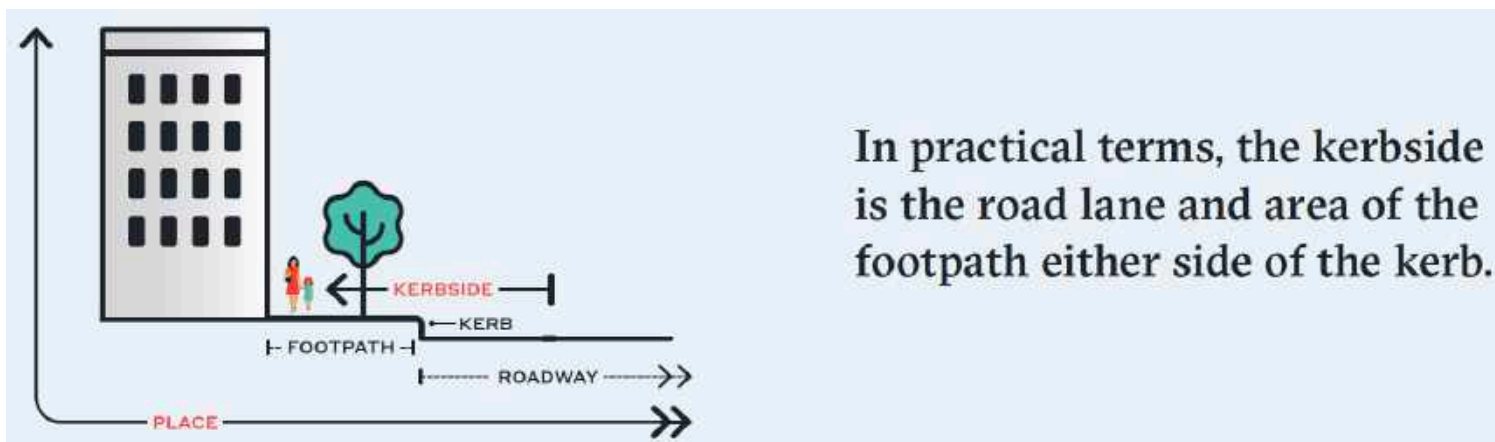 KERBSIDE
KERB
FOOTPATH
ROADWAY
PLACE
In practical terms, the kerbside
is the road lane and area of the
footpath either side of the kerb.